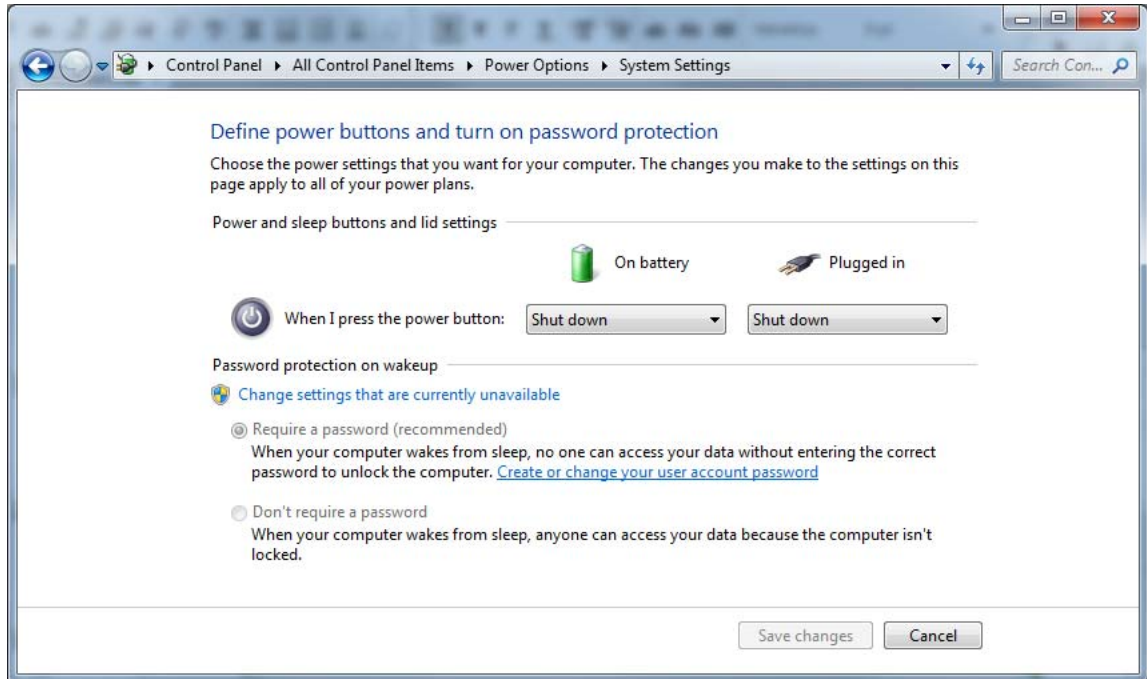 Control Panel ▸ All Control Panel Items ▸ Power Options ▸ System Settings
Search Con...
Define power buttons and turn on password protection
Choose the power settings that you want for your computer. The changes you make to the settings on this
page apply to all of your power plans.
Power and sleep buttons and lid settings
On battery Plugged in
When I press the power button: Shut down Shut down
Password protection on wakeup
Change settings that are currently unavailable
Require a password (recommended)
When your computer wakes from sleep, no one can access your data without entering the correct
password to unlock the computer. Create or change your user account password
Don't require a password
When your computer wakes from sleep, anyone can access your data because the computer isn't
locked.
Save changes Cancel